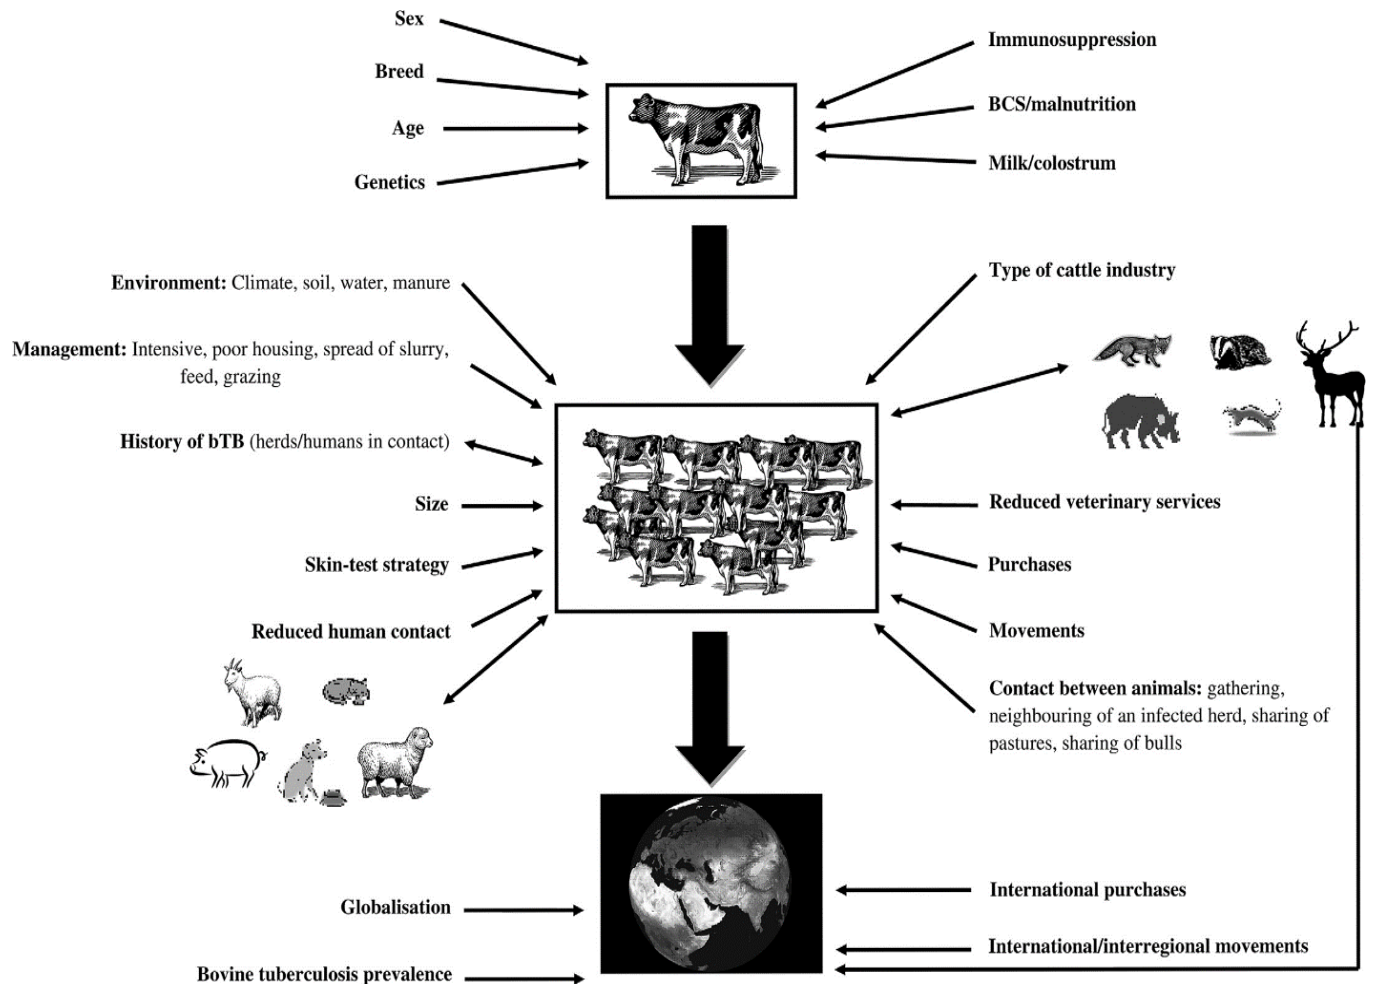 Sex
Breed
Age
Genetics
Immunosuppression
BCS/malnutrition
Milk/colostrum
Environment: Climate, soil, water, manure
Management: Intensive, poor housing, spread of slurry,
feed, grazing
History of bTB (herds/humans in contact)
Size
Skin-test strategy
Reduced human contact
Type of cattle industry
Reduced veterinary services
Purchases
Movements
Contact between animals: gathering,
neighbouring of an infected herd, sharing of
pastures, sharing of bulls
Globalisation
Bovine tuberculosis prevalence
International purchases
International/interregional movements